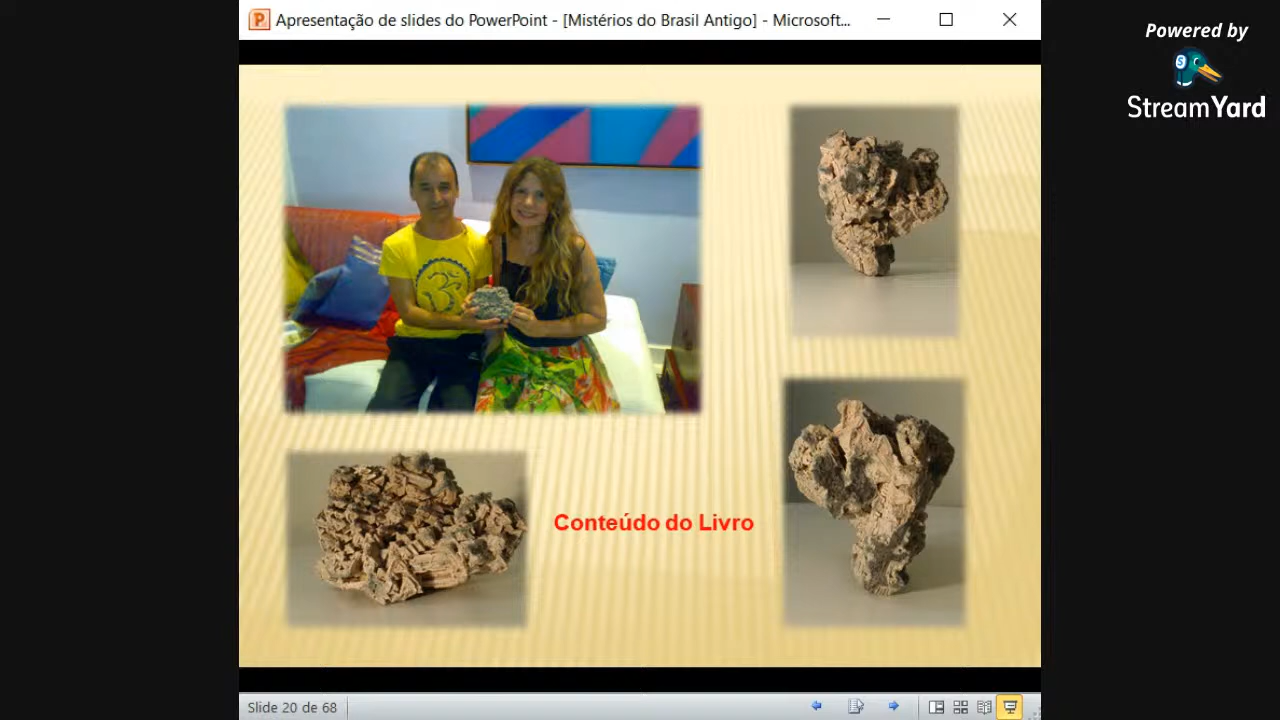 Apresentação de slides do PowerPoint - [Mistérios do Brasil Antigo] - Microsoft...
Powered by
StreamYard
Conteúdo do Livro
Slide 20 de 68